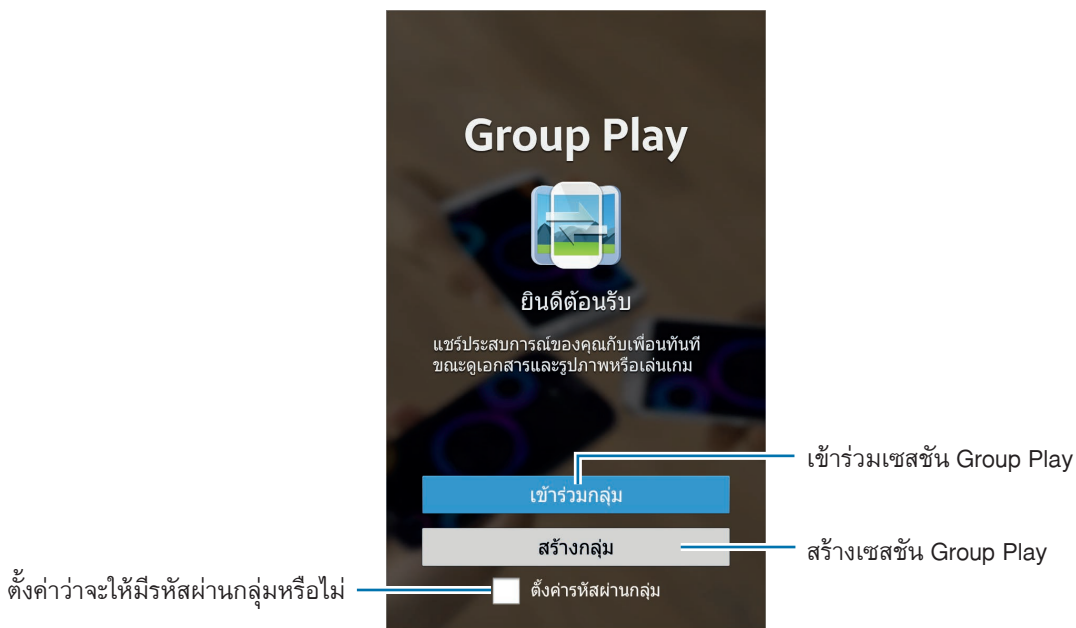 Group Play
ยินดีต้อนรับ
แชร์ประสบการณ์ของคุณกับเพื่อนทันที
ขณะดูเอกสารและรูปภาพหรือเล่นเกม
เข้าร่วมกลุ่ม
เข้าร่วมเซสชัน Group Play
สร้างกลุ่ม
สร้างเซสชัน Group Play
ตั้งค่าว่าจะให้มีรหัสผ่านกลุ่มหรือไม่
ตั้งค่ารหัสผ่านกลุ่ม